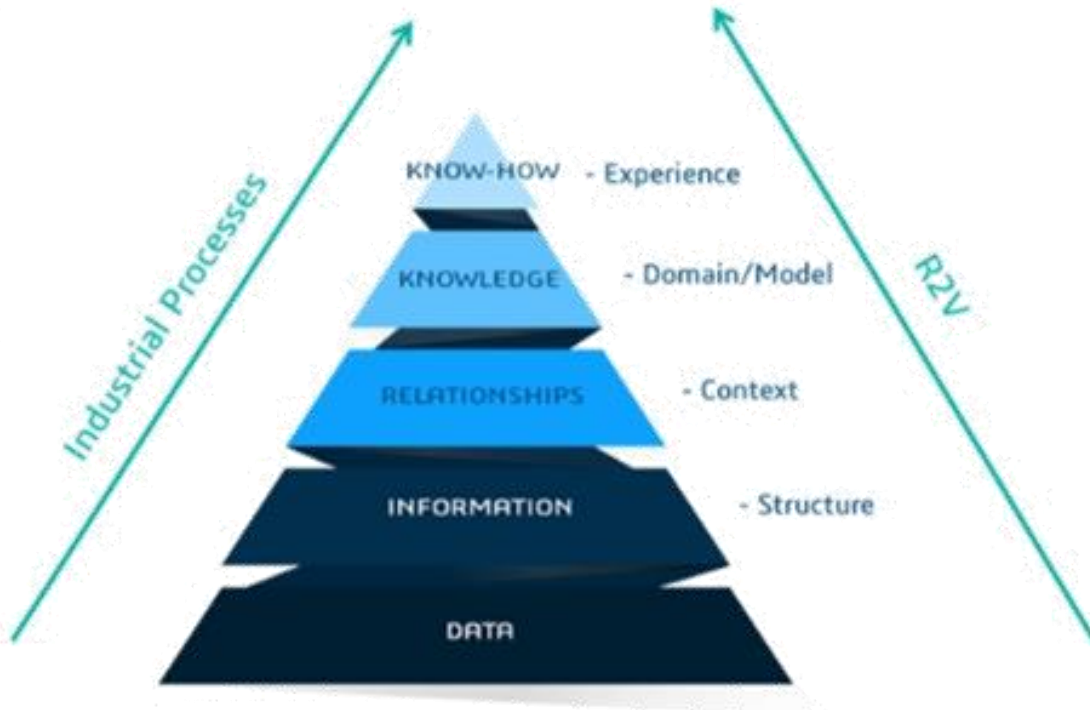 Industrial Processes
R2V
KNOW-HOW - Experience
KNOWLEDGE - Domain/Model
RELATIONSHIPS - Context
INFORMATION - Structure
DATA